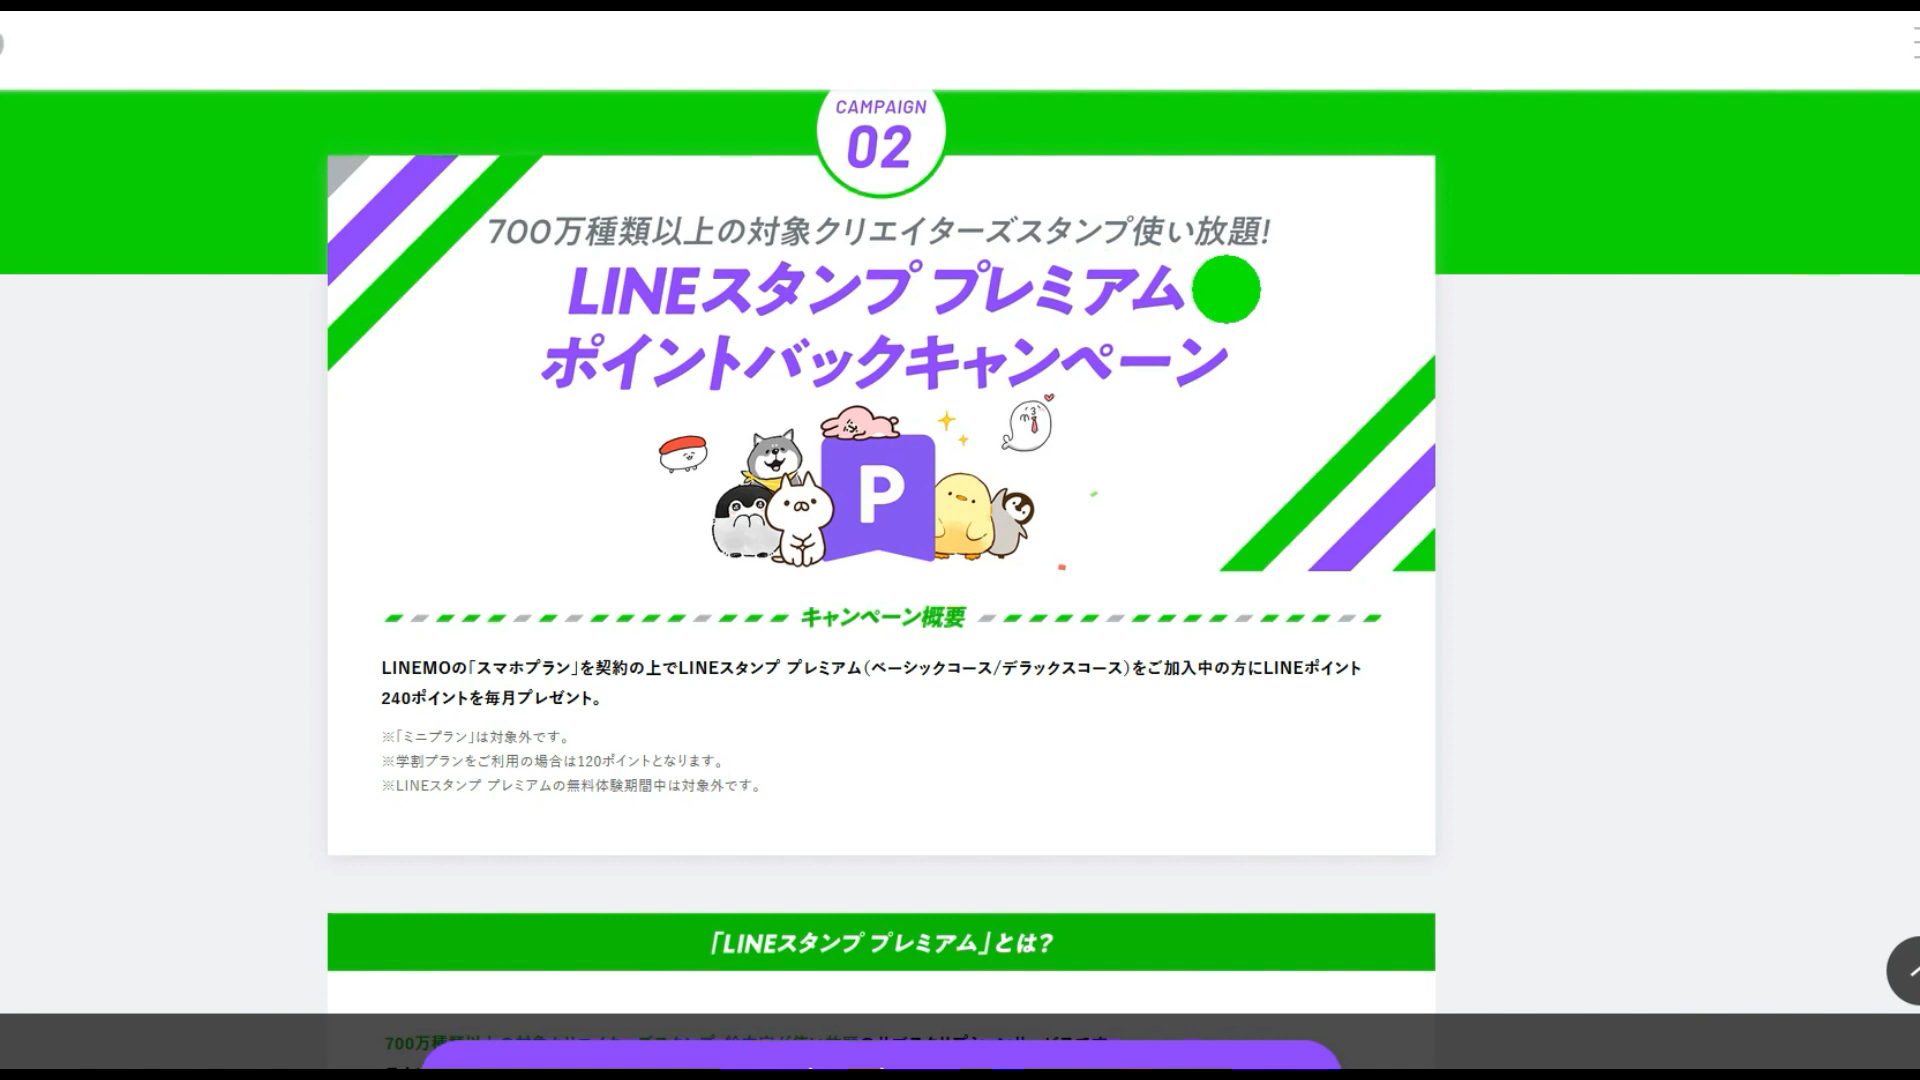 CAMPAIGN
02
700万種類以上の対象クリエイターズスタンプ使い放題!
LINEスタンプ プレミアム
ポイントバックキャンペーン
P
キャンペーン概要
LINEMOの「スマホプラン」を契約の上でLINEスタンプ プレミアム(ベーシックコース/デラックスコース)をご加入中の方にLINEポイント
240ポイントを毎月プレゼント。
※「ミニプラン」は対象外です。
※学割プランをご利用の場合は120ポイントとなります。
※LINEスタンプ プレミアムの無料体験期間中は対象外です。
「LINEスタンプ プレミアム」とは?
700万種